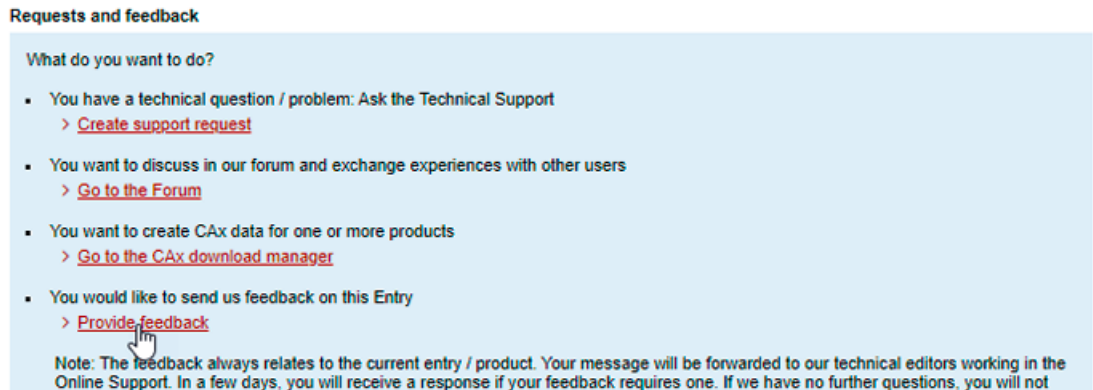 Requests and feedback
What do you want to do?
▪ You have a technical question / problem: Ask the Technical Support
> Create support request
▪ You want to discuss in our forum and exchange experiences with other users
> Go to the Forum
▪ You want to create CAx data for one or more products
> Go to the CAx download manager
▪ You would like to send us feedback on this Entry
> Provide feedback
Note: The feedback always relates to the current entry / product. Your message will be forwarded to our technical editors working in the
Online Support. In a few days, you will receive a response if your feedback requires one. If we have no further questions, you will not